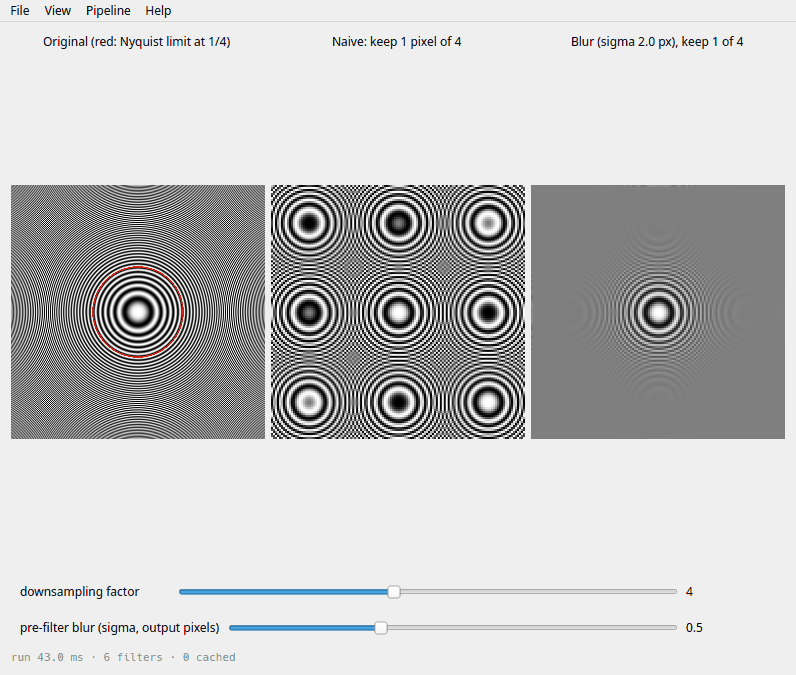 File View Pipeline Help
Original (red: Nyquist limit at 1/4) Naive: keep 1 pixel of 4 Blur (sigma 2.0 px), keep 1 of 4
downsampling factor 4
pre-filter blur (sigma, output pixels) 0.5
run 43.0 ms · 6 filters · 0 cached